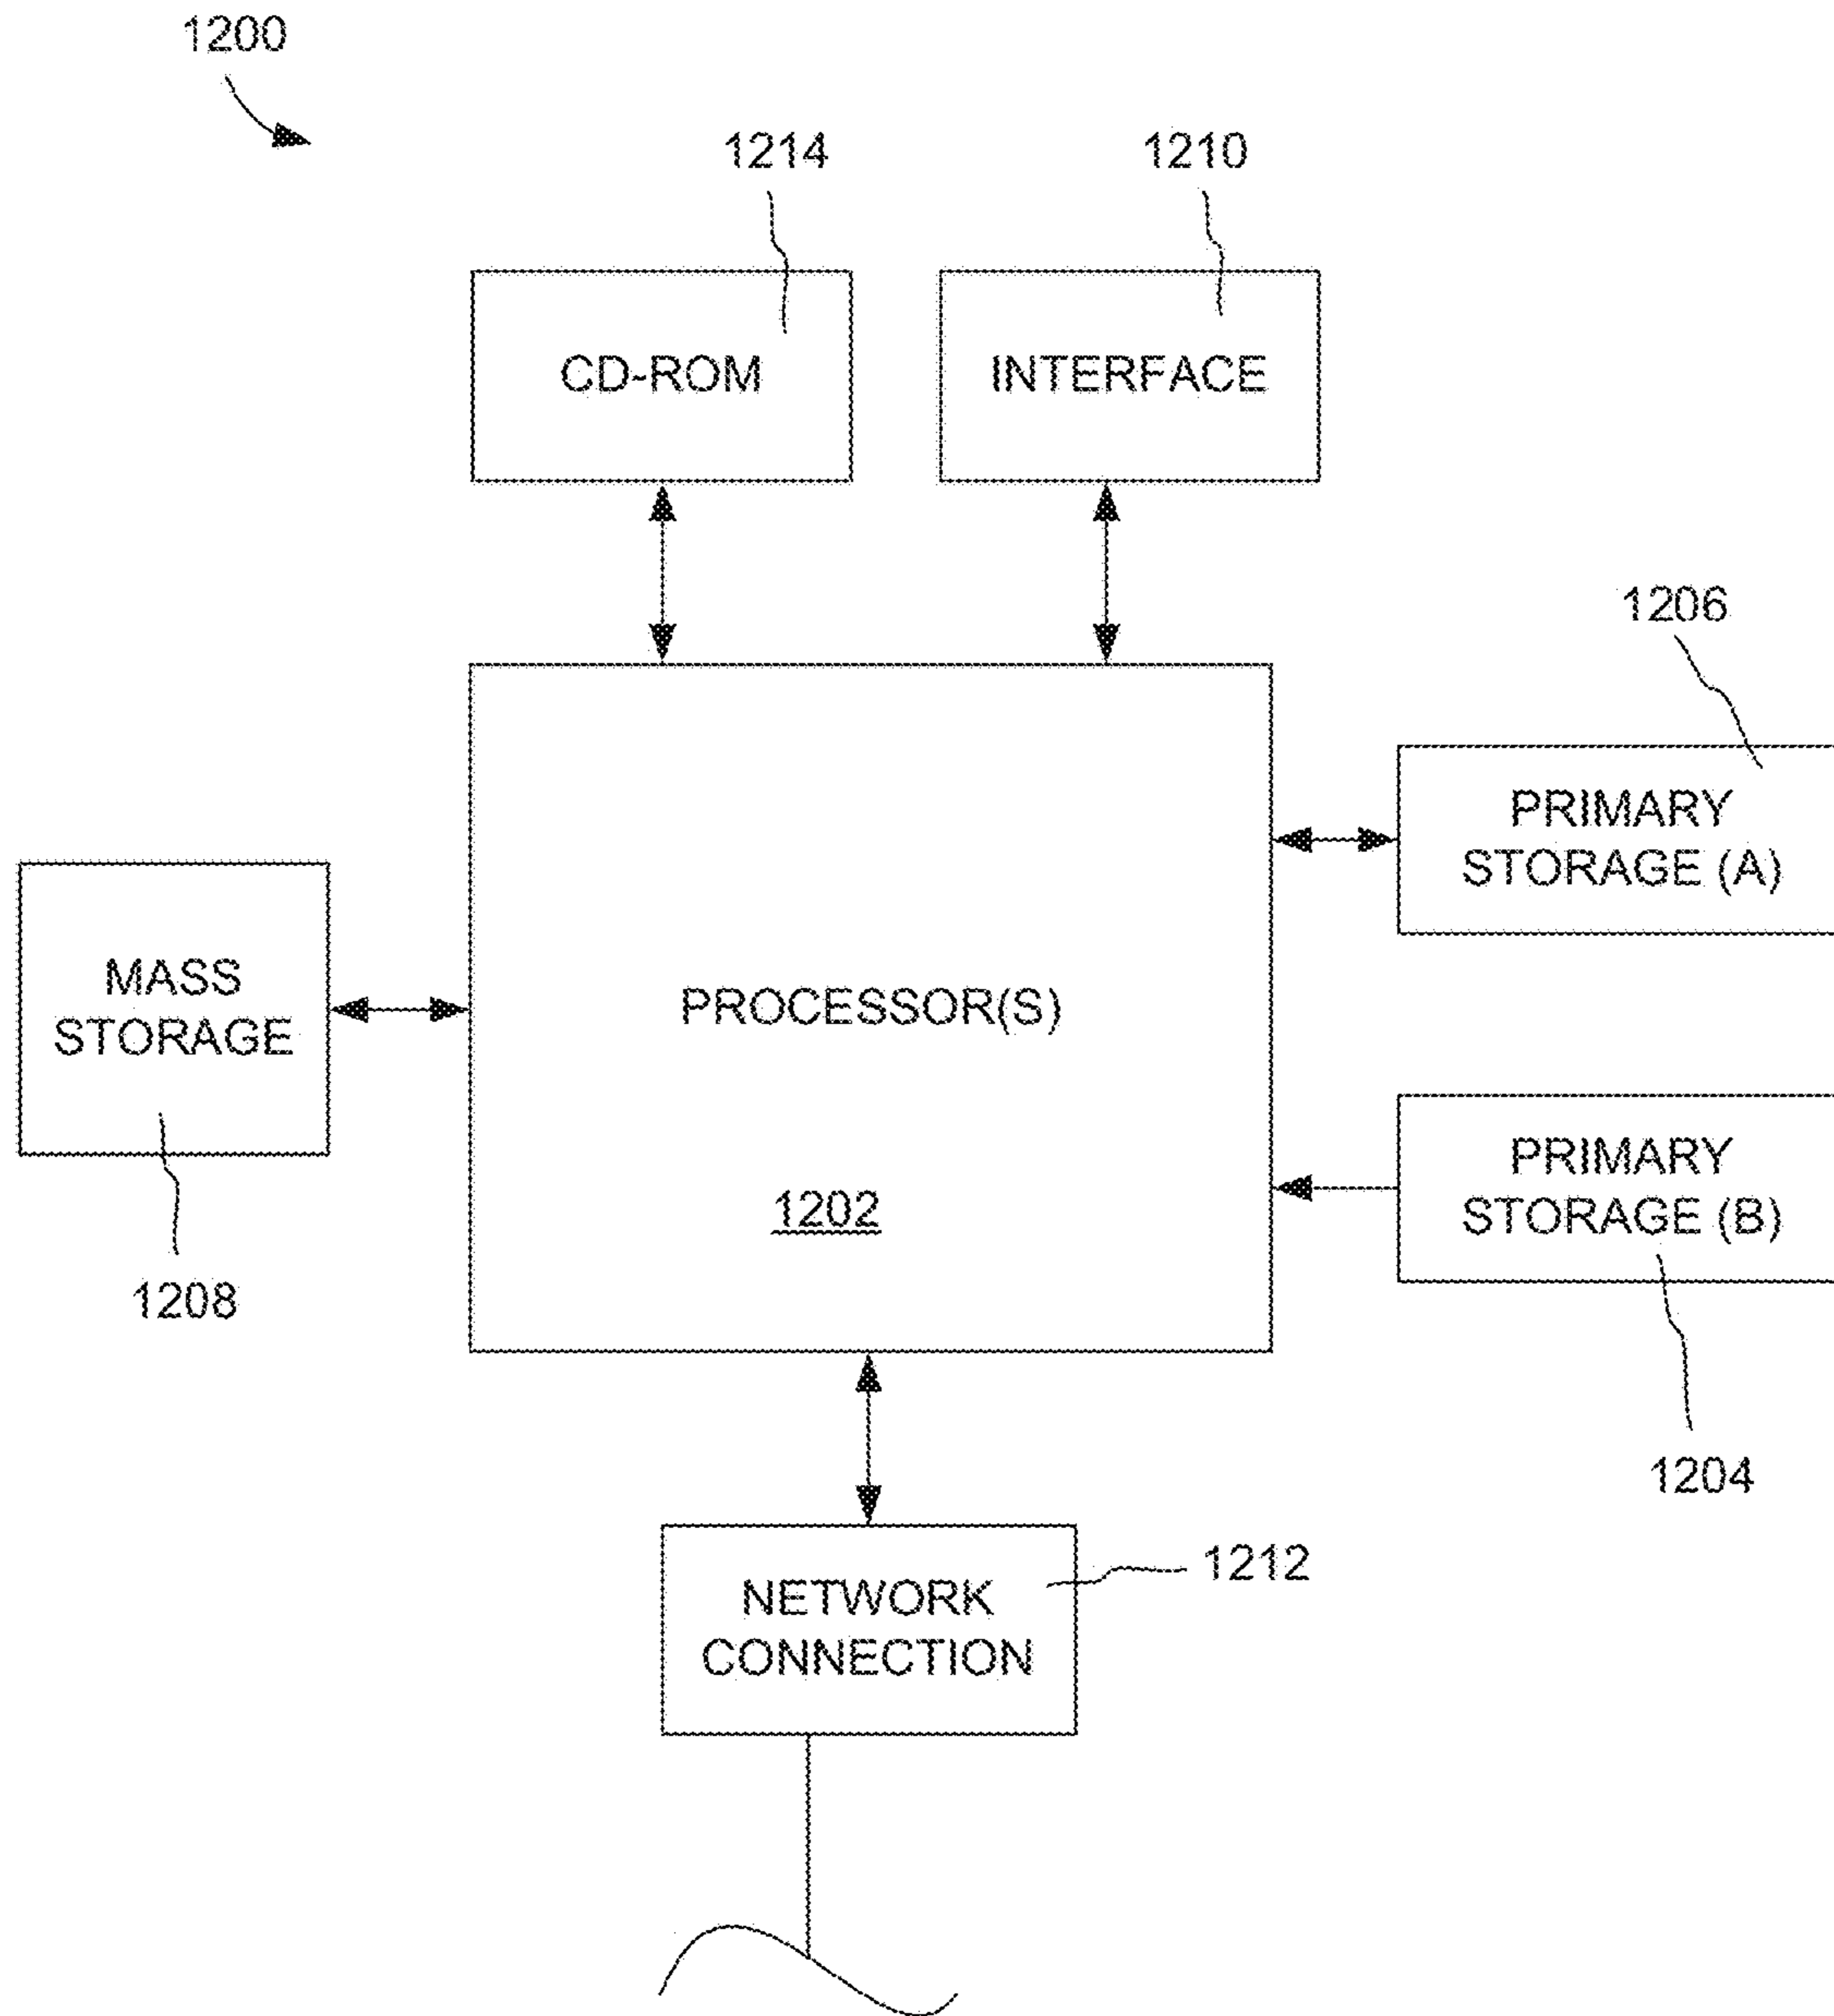 1200
1214
1210
CD-ROM
INTERFACE
1206
PRIMARY
STORAGE (A)
MASS
STORAGE
PROCESSOR(S)
PRIMARY
STORAGE (B)
1202
1208
1204
1212
NETWORK
CONNECTION